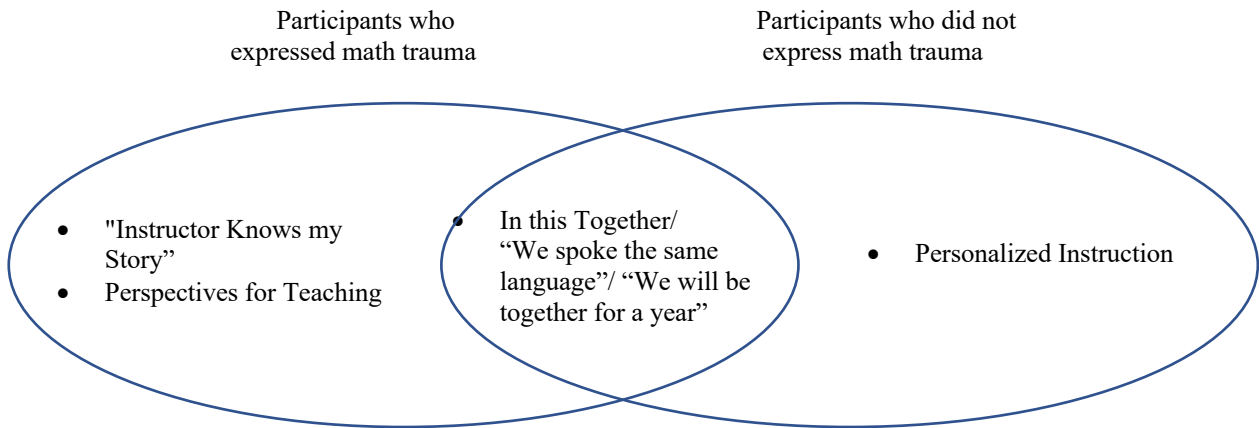 Participants who
expressed math trauma
Participants who did not
express math trauma
• "Instructor Knows my
Story”
• Perspectives for Teaching
• In this Together/
“We spoke the same
language”/ “We will be
together for a year”
• Personalized Instruction